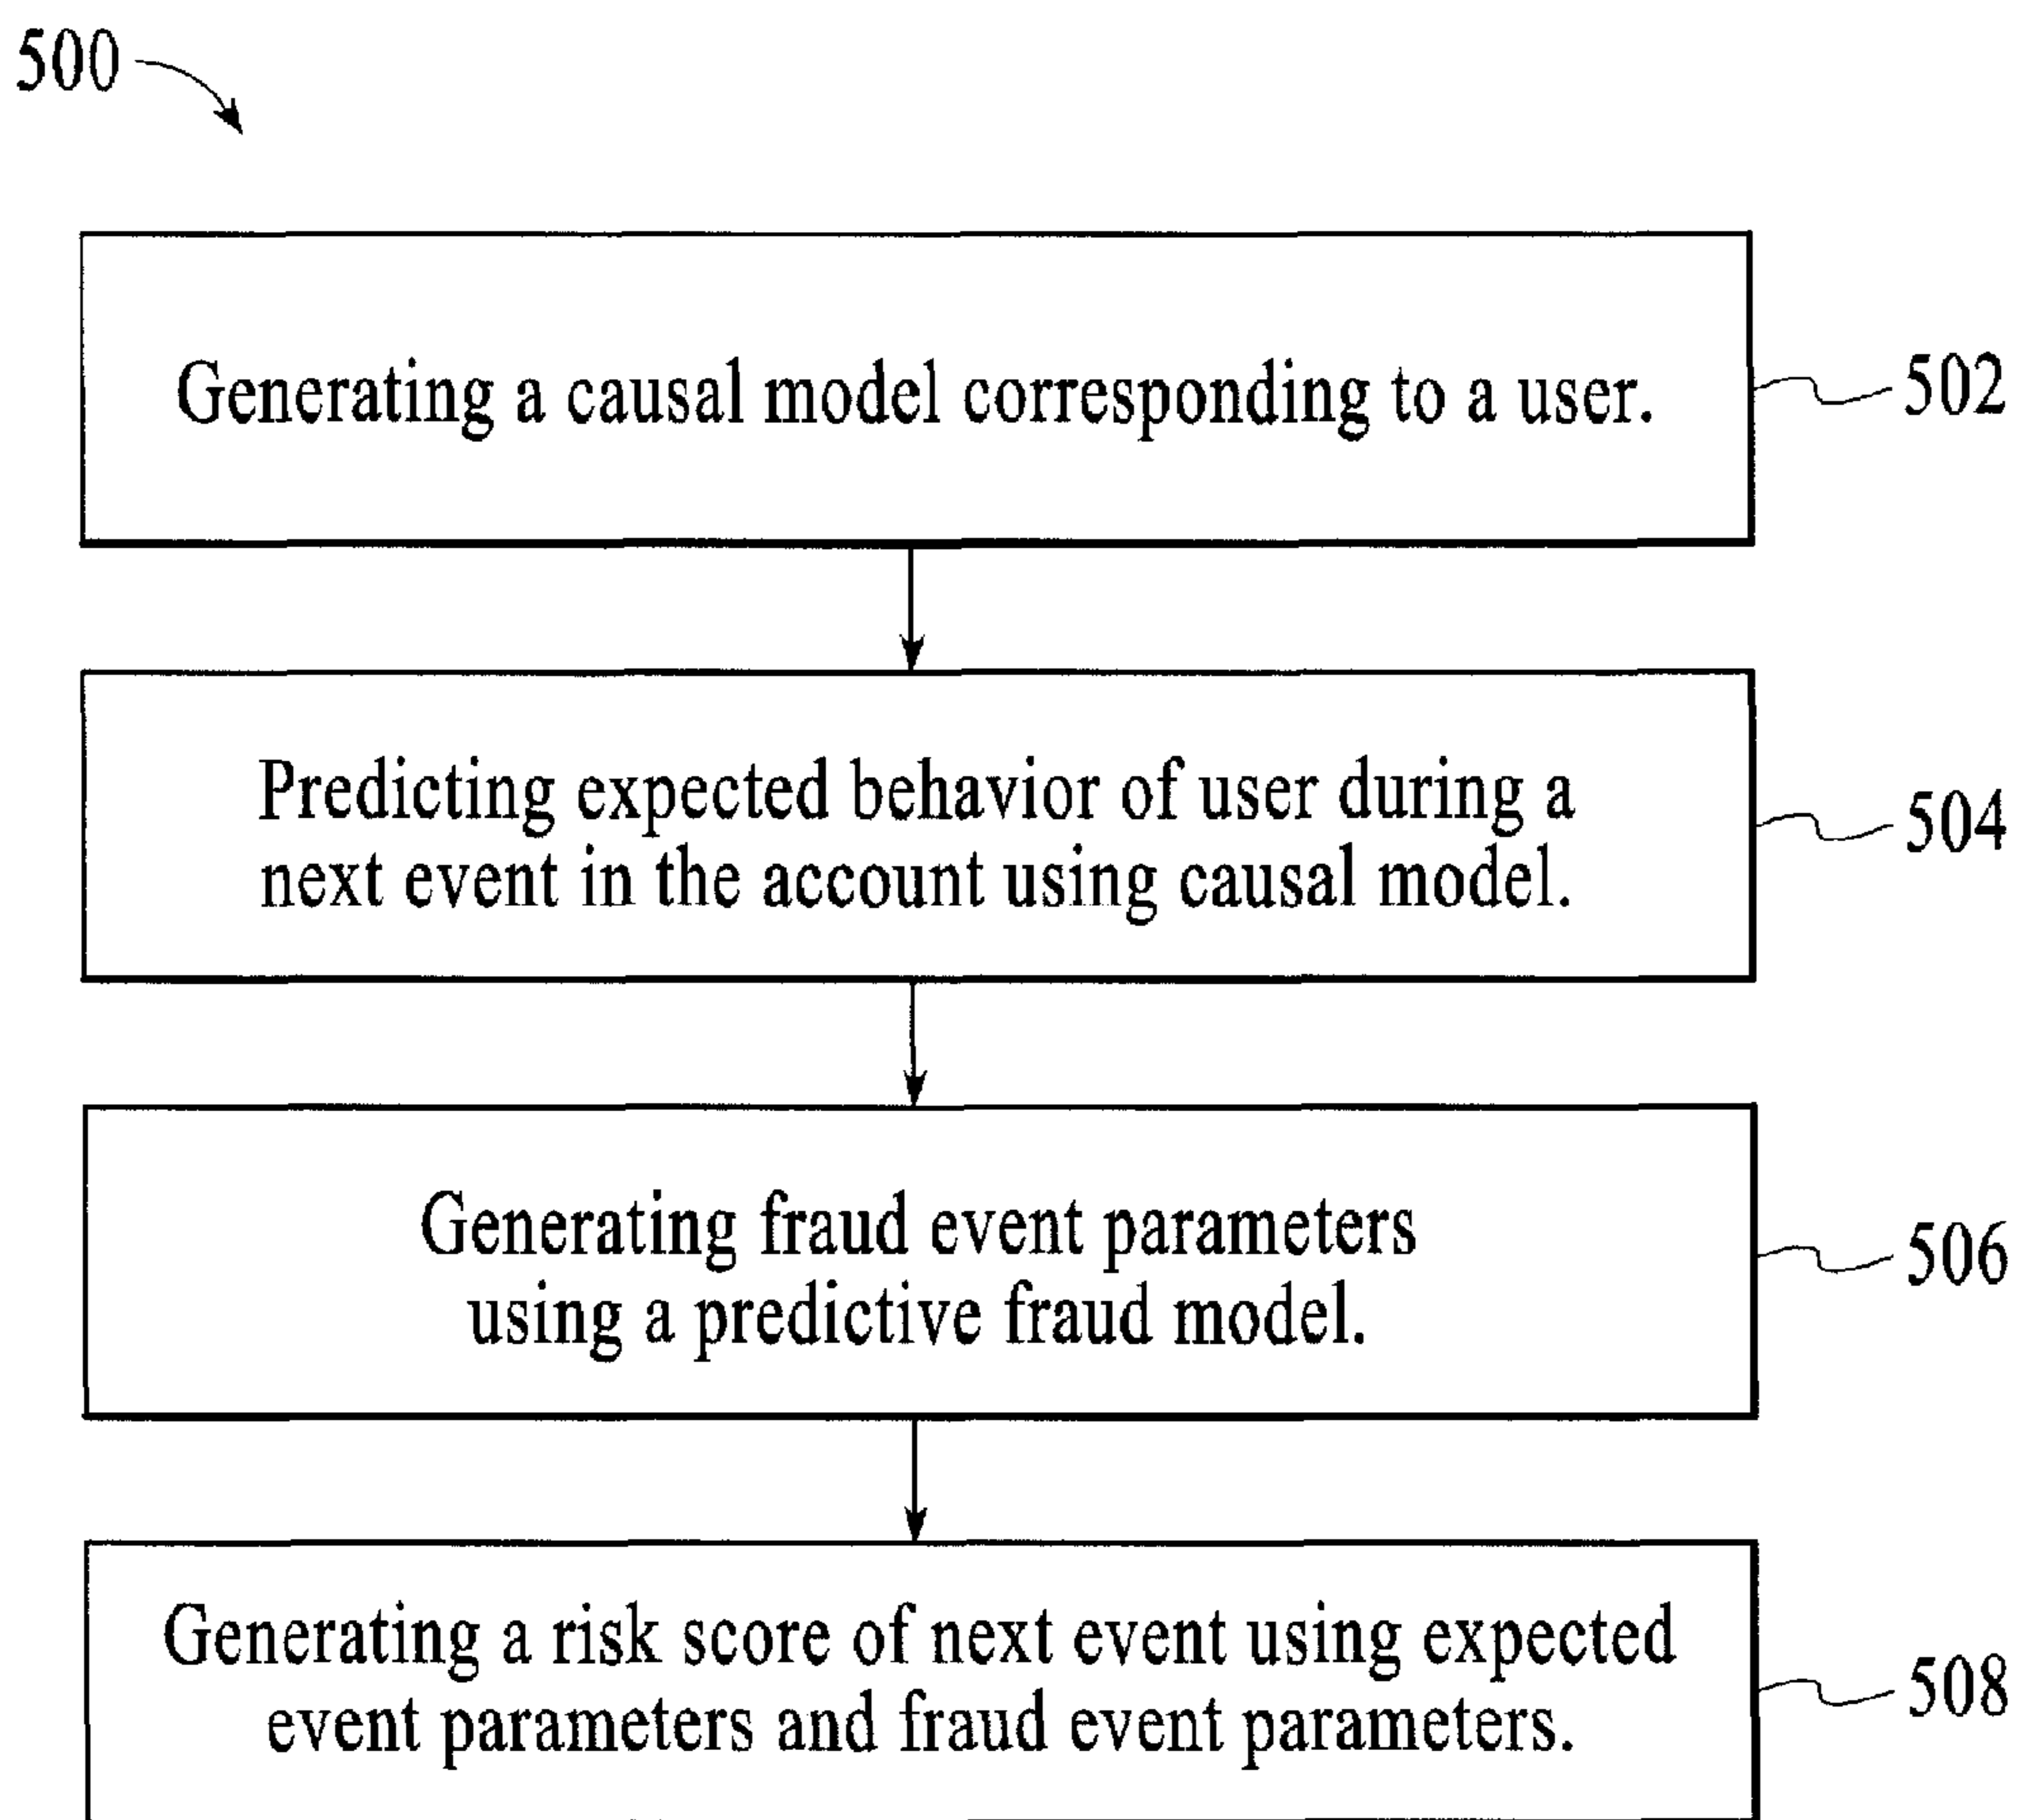 500
Generating a causal model corresponding to a user.
502
Predicting expected behavior of user during a
next event in the account using causal model.
504
Generating fraud event parameters
using a predictive fraud model.
506
Generating a risk score of next event using expected
event parameters and fraud event parameters.
508